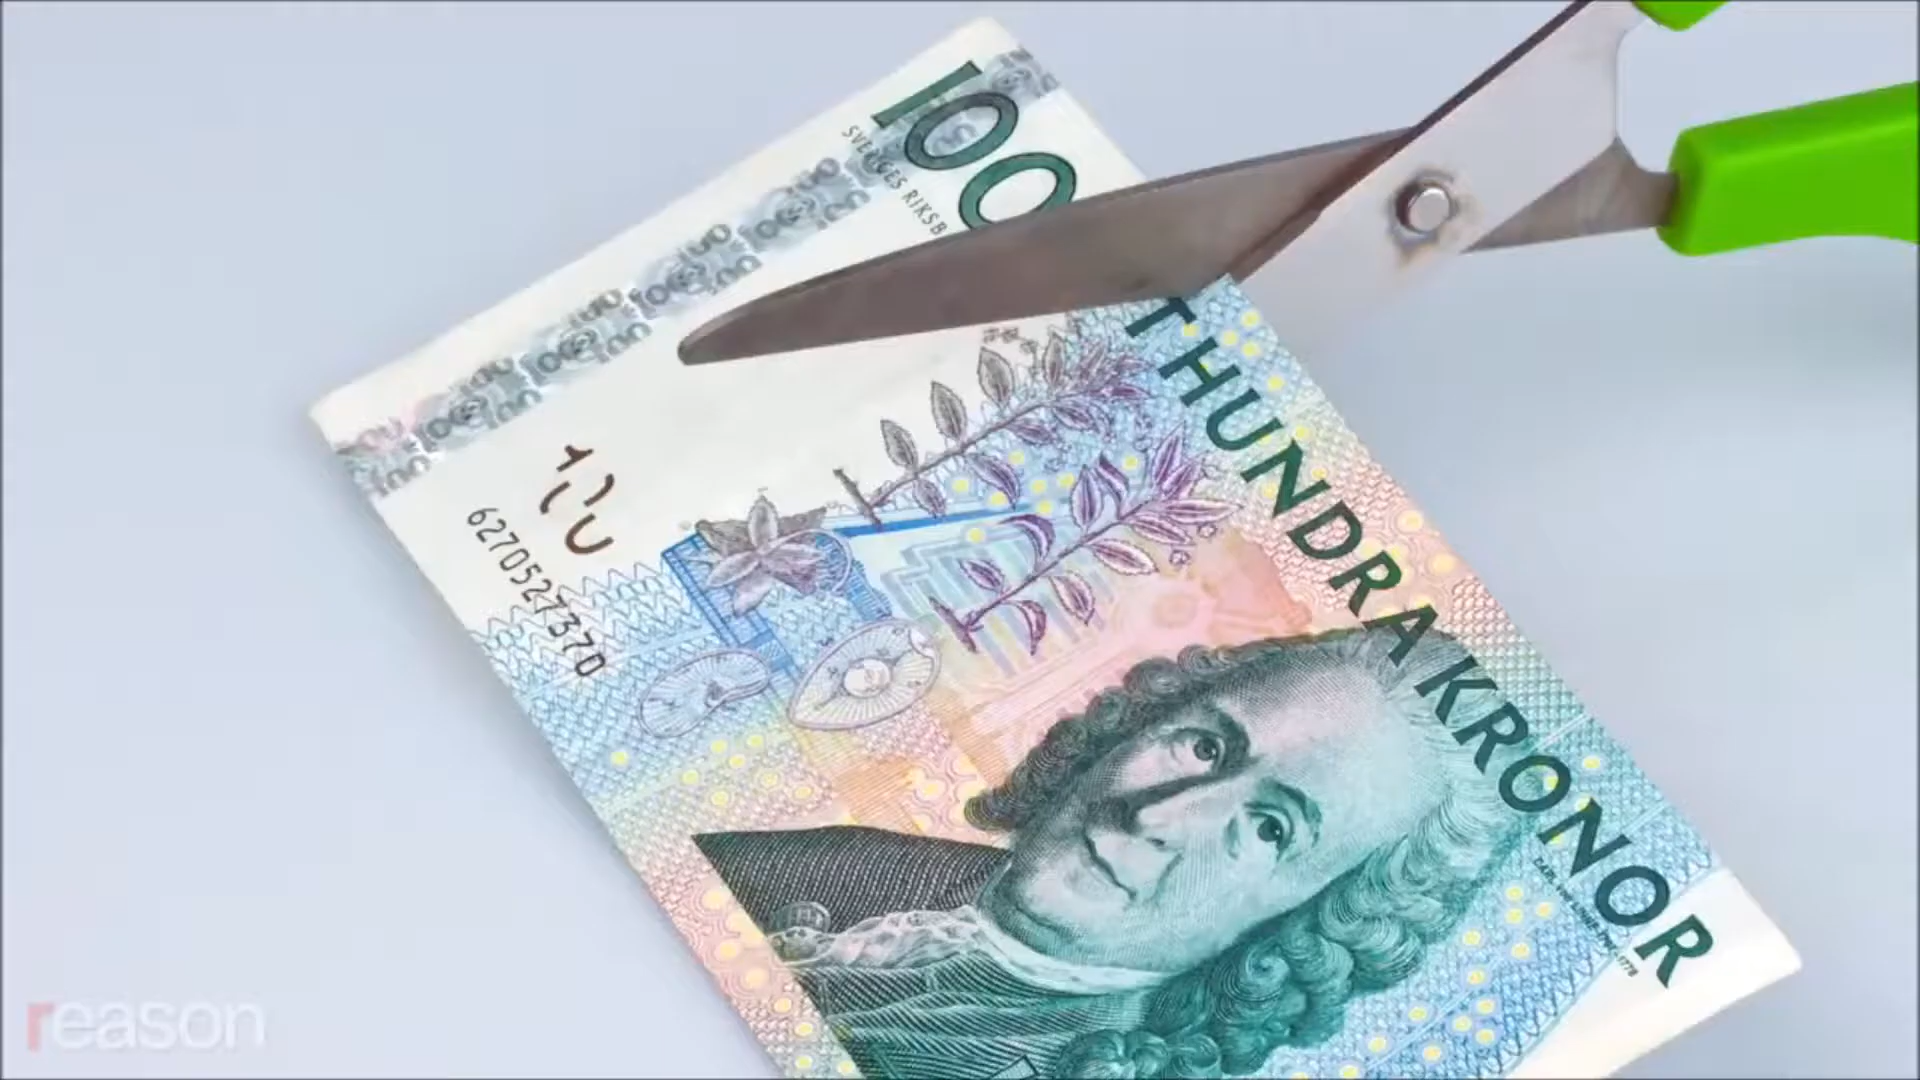 100
SVERIGES RIKSB
THUNDRA KRONOR
6270527370
reason